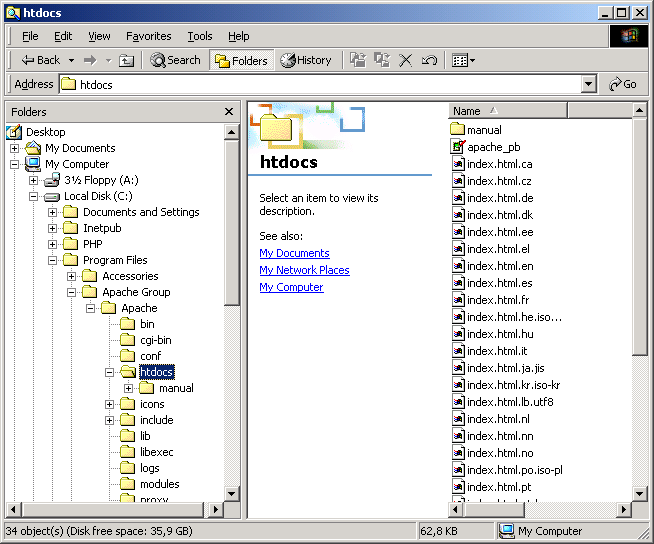 htdocs
File Edit View Favorites Tools Help
Back Search Folders History
Address htdocs Go
Folders
Desktop
My Documents
My Computer
3½ Floppy (A:)
Local Disk (C:)
Documents and Settings
Inetpub
PHP
Program Files
Accessories
Apache Group
Apache
bin
cgi-bin
conf
htdocs
manual
icons
include
lib
libexec
logs
modules
proxy
htdocs
Select an item to view its
description.
See also:
My Documents
My Network Places
My Computer
Name
manual
apache_pb
index.html.ca
index.html.cz
index.html.de
index.html.dk
index.html.ee
index.html.el
index.html.en
index.html.es
index.html.fr
index.html.he.iso...
index.html.hu
index.html.it
index.html.ja.jis
index.html.kr.iso-kr
index.html.lb.utf8
index.html.nl
index.html.nn
index.html.no
index.html.po.iso-pl
index.html.pt
34 object(s) (Disk free space: 35,9 GB) 62,8 KB My Computer